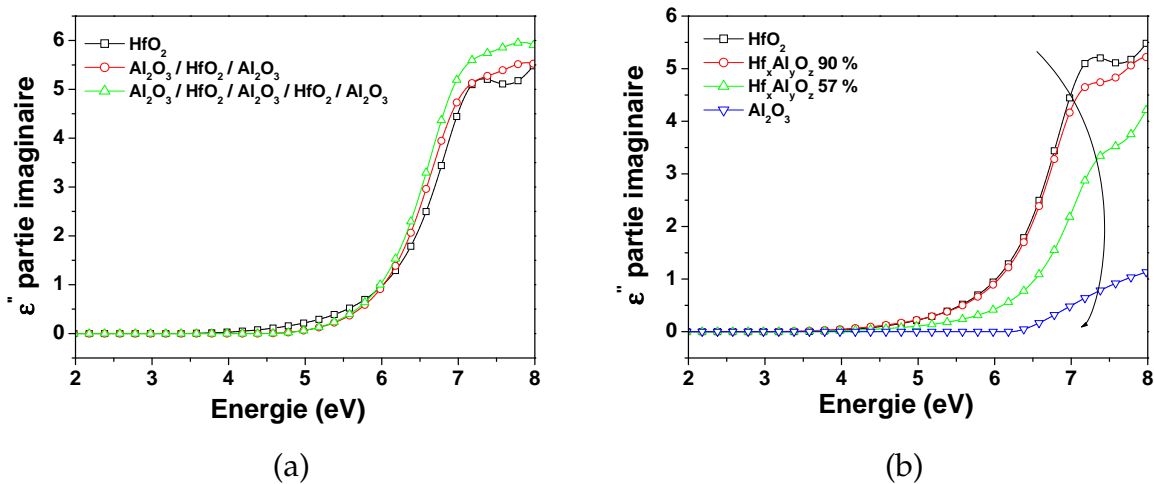 HfO2
Al2O3 / HfO2 / Al2O3
Al2O3 / HfO2 / Al2O3 / HfO2 / Al2O3
ε" partie imaginaire
6
5
4
3
2
1
0
2 3 4 5 6 7 8
Energie (eV)
(a)
HfO2
HfxAlyOz 90 %
HfxAlyOz 57 %
Al2O3
ε" partie imaginaire
6
5
4
3
2
1
0
2 3 4 5 6 7 8
Energie (eV)
(b)